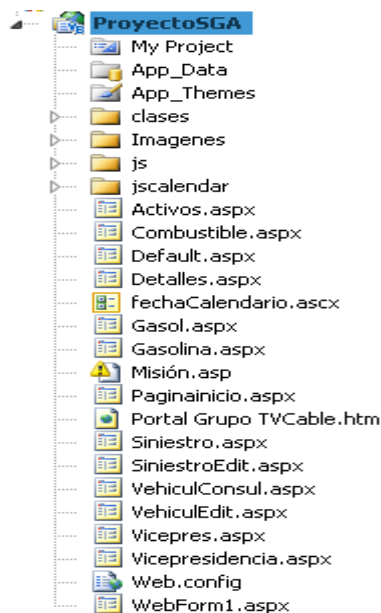 ProyectoSGA
My Project
App_Data
App_Themes
clases
Imagenes
js
jscalendar
Activos.aspx
Combustible.aspx
Default.aspx
Detalles.aspx
fechaCalendario.ascx
Gasol.aspx
Gasolina.aspx
Misión.asp
Paginainicio.aspx
Portal Grupo TVCable.htm
Siniestro.aspx
SiniestroEdit.aspx
VehiculConsul.aspx
VehiculEdit.aspx
Vicepres.aspx
Vicepresidencia.aspx
Web.config
WebForm1.aspx